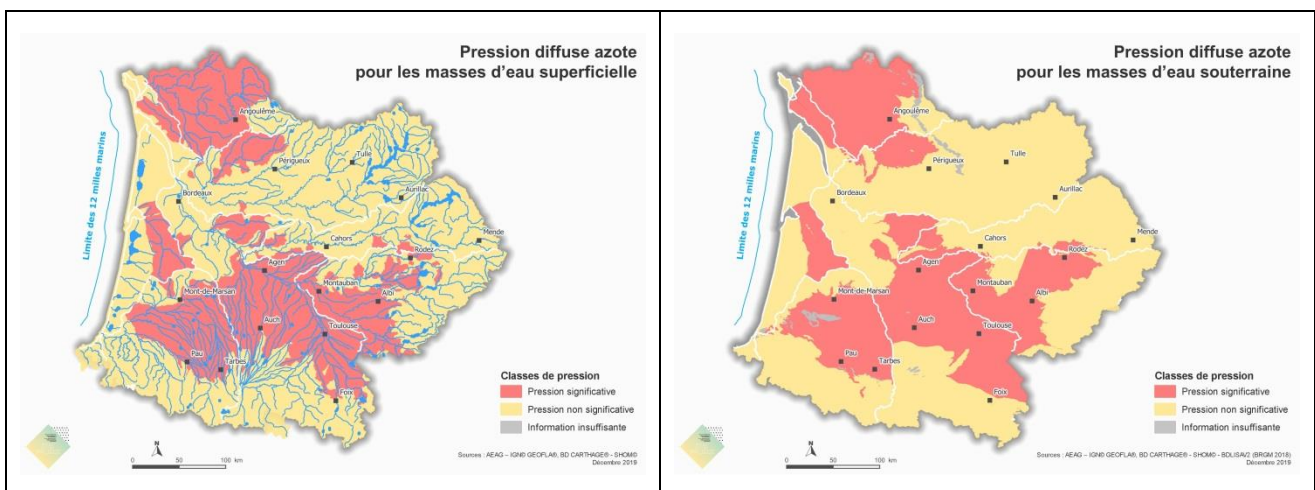 Pression diffuse azote
pour les masses d'eau superficielle
Limite des 12 milles marins
Angoulême
Périgueux
Tulle
Bordeaux
Aurillac
Mende
Cahors
Rodez
Agen
Montauban
Mont-de-Marsan
Albi
Auch
Toulouse
Pau
Tarbes
Foix
Classes de pression
Pression significative
Pression non significative
Information insuffisante
N
0 50 100 km
Sources : AEAG – IGN© GEOFLA®, BD CARTHAGE® - SHOM©
Décembre 2019
Pression diffuse azote
pour les masses d'eau souterraine
Limite des 12 milles marins
Angoulême
Périgueux
Tulle
Bordeaux
Aurillac
Mende
Cahors
Rodez
Agen
Montauban
Mont-de-Marsan
Albi
Auch
Toulouse
Pau
Tarbes
Foix
Classes de pression
Pression significative
Pression non significative
Information insuffisante
N
0 50 100 km
Sources : AEAG – IGN© GEOFLA®, BD CARTHAGE® - SHOM© - BDLISAV2 (BRGM 2018)
Décembre 2019